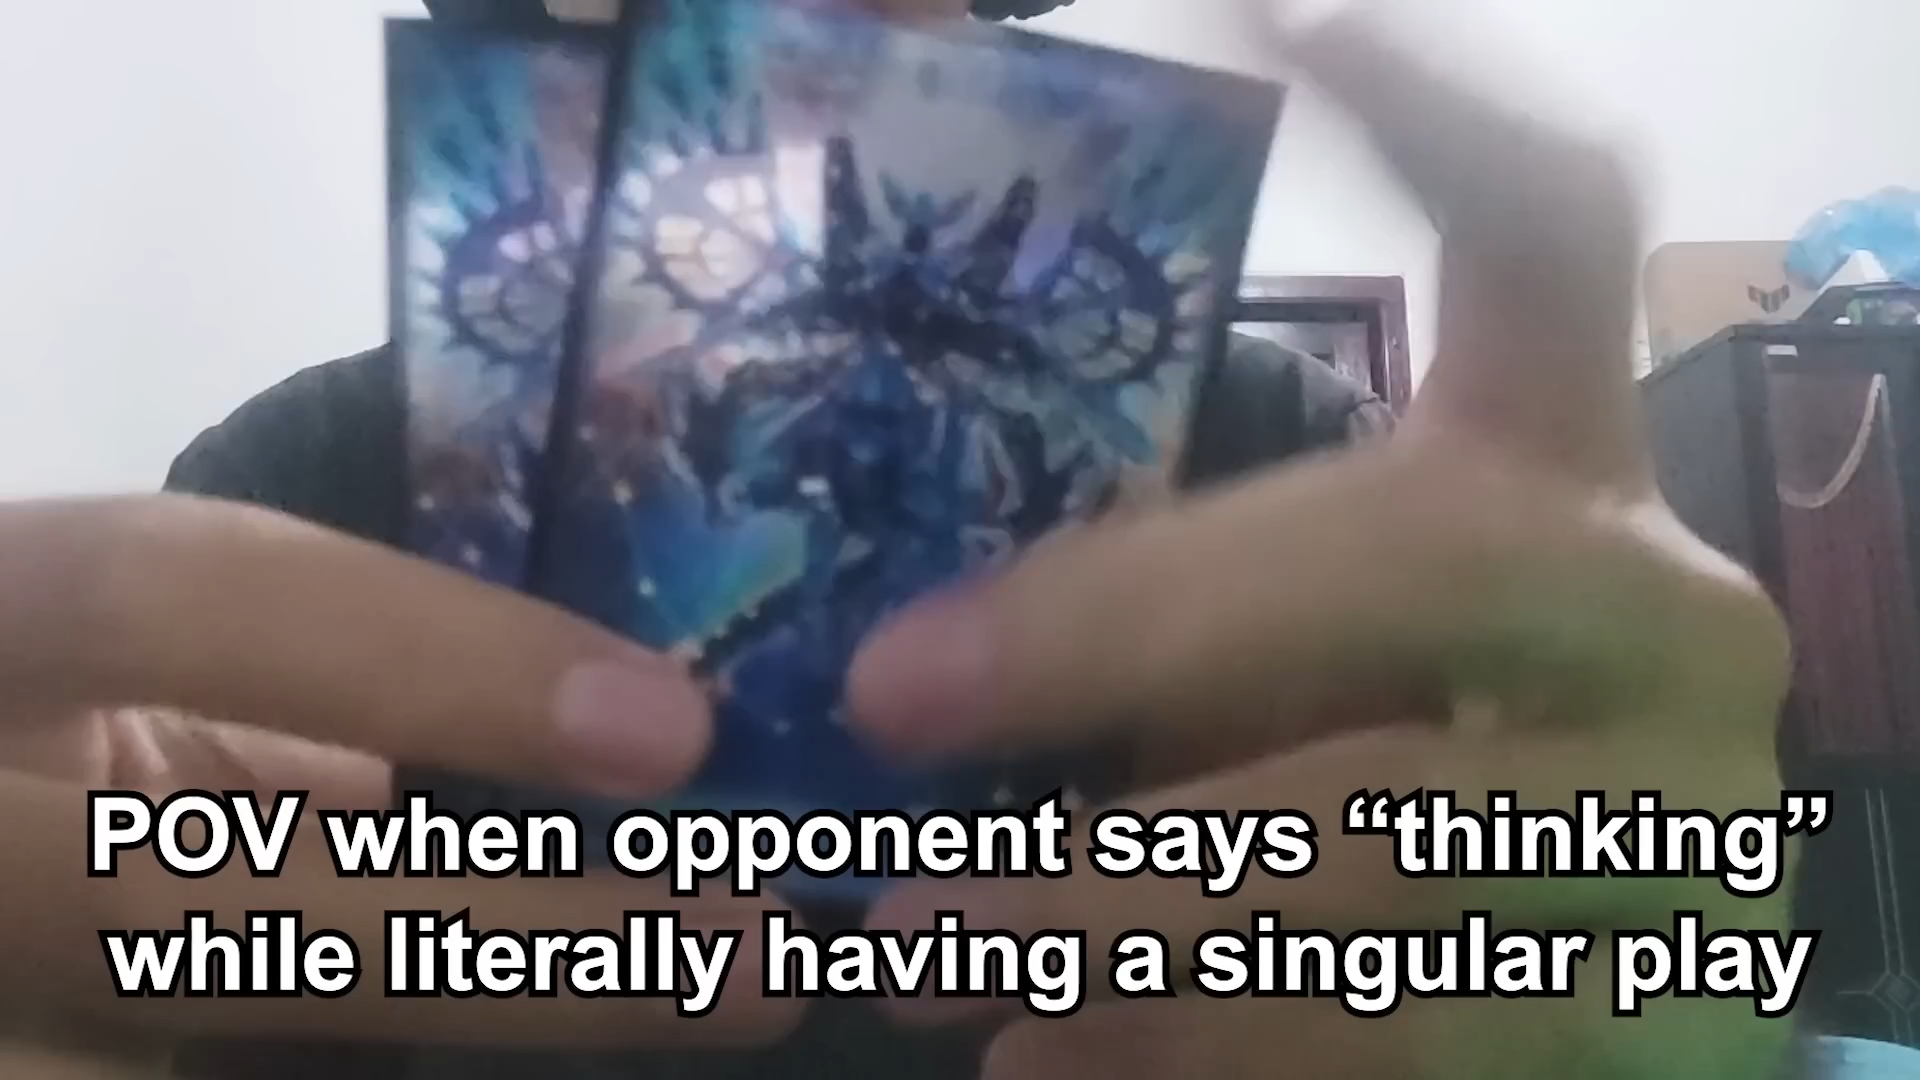 POV when opponent says “thinking”
while literally having a singular play